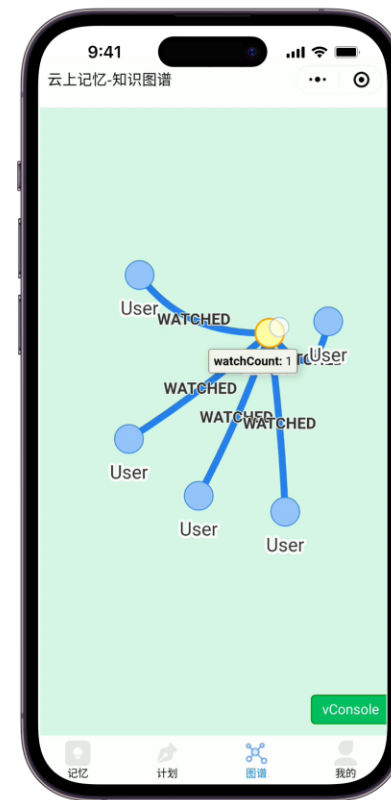 9:41
云上记忆-知识图谱
User
WATCHED
watchCount: 1
User
WATCHED
WATCHED
WATCHED
User
User
User
vConsole
记忆
计划
图谱
我的